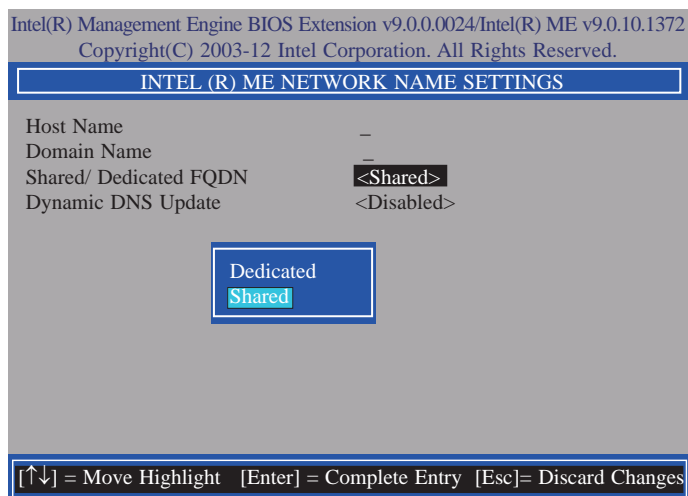 Intel(R) Management Engine BIOS Extension v9.0.0.0024/Intel(R) ME v9.0.10.1372
Copyright(C) 2003-12 Intel Corporation. All Rights Reserved.
INTEL (R) ME NETWORK NAME SETTINGS
Host Name _
Domain Name _
Shared/ Dedicated FQDN <Shared>
Dynamic DNS Update <Disabled>
Dedicated
Shared
[↑↓] = Move Highlight [Enter] = Complete Entry [Esc]= Discard Changes